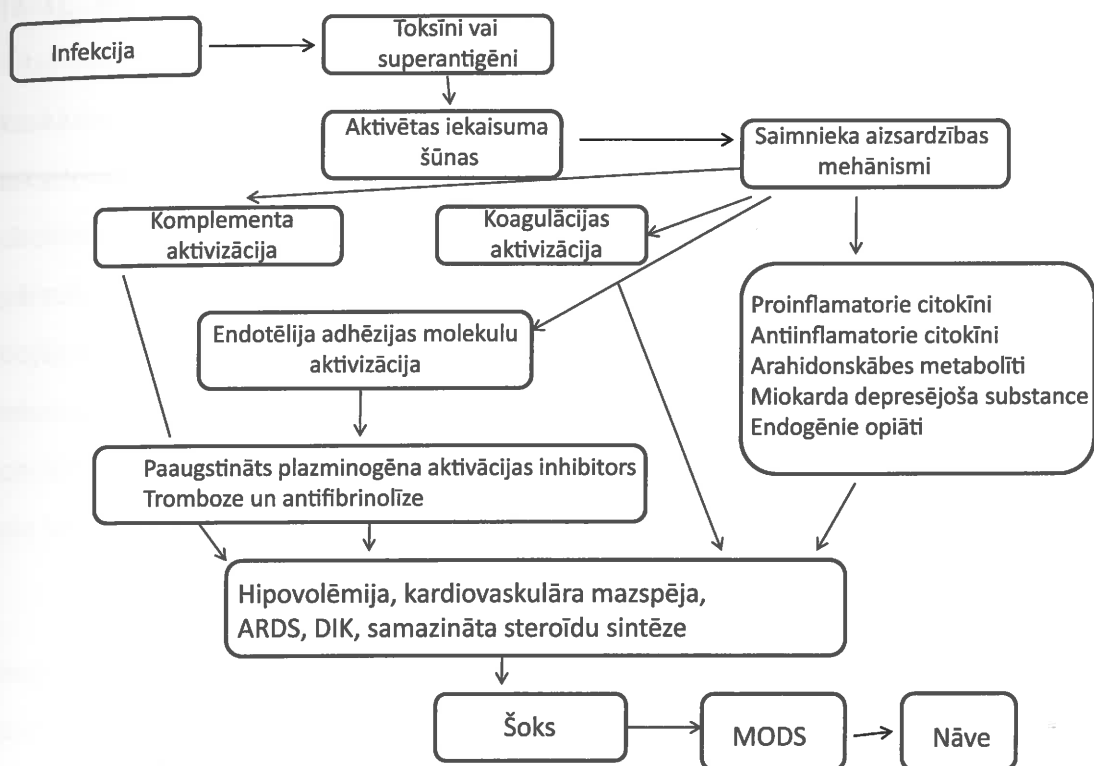 Infekcija
Toksīni vai
superantigēni
Aktivētas iekaisuma
šūnas
Saimnieka aizsardzības
mehānismi
Komplementa
aktivizācija
Koagulācijas
aktivizācija
Endotēlija adhēzijas molekulu
aktivizācija
Proinflamatorie citokīni
Antiinflamatorie citokīni
Arahidonskābes metabolīti
Miokarda depresējoša substance
Endogēnie opiāti
Paaugstināts plazminogēna aktivācijas inhibitors
Tromboze un antifibrinolīze
Hipovolēmija, kardiovaskulāra mazspēja,
ARDS, DIK, samazināta steroīdu sintēze
Šoks
MODS
Nāve